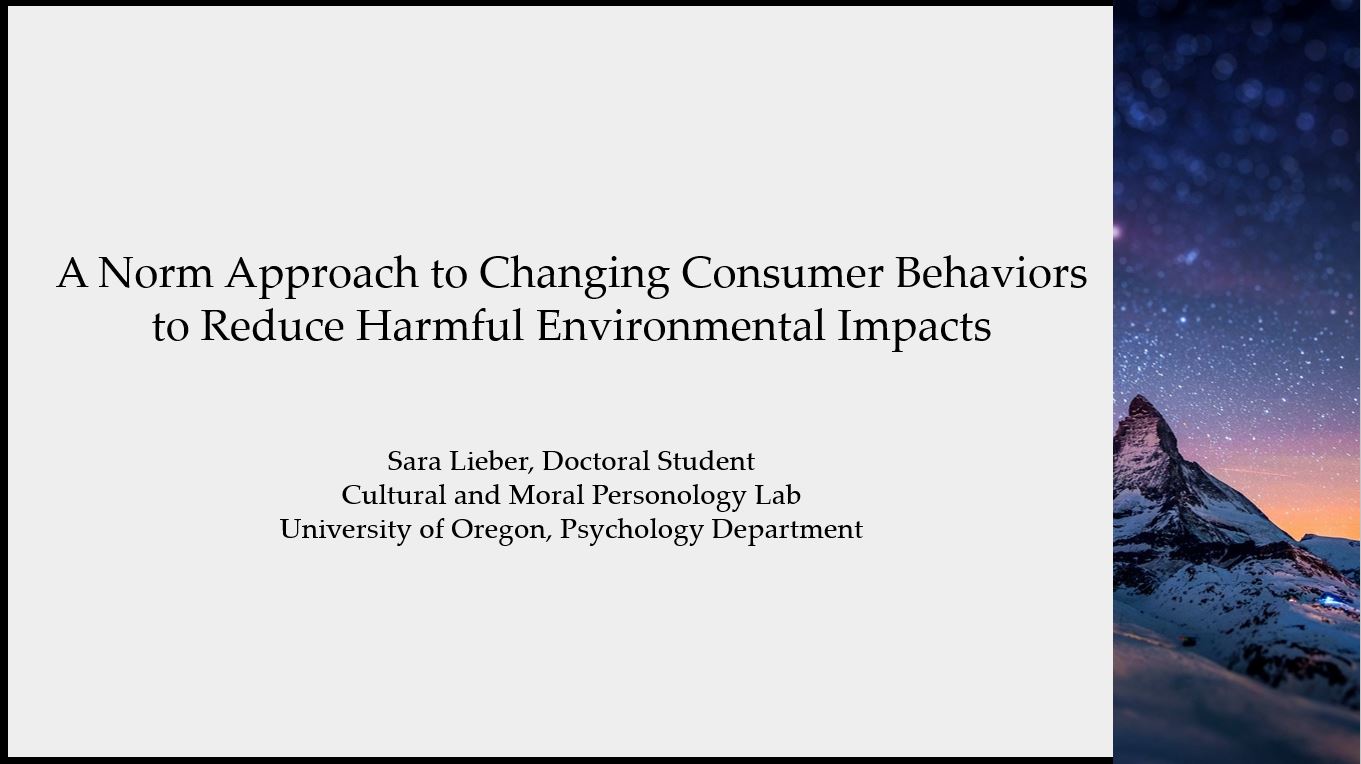 A Norm Approach to Changing Consumer Behaviors
to Reduce Harmful Environmental Impacts
Sara Lieber, Doctoral Student
Cultural and Moral Personology Lab
University of Oregon, Psychology Department